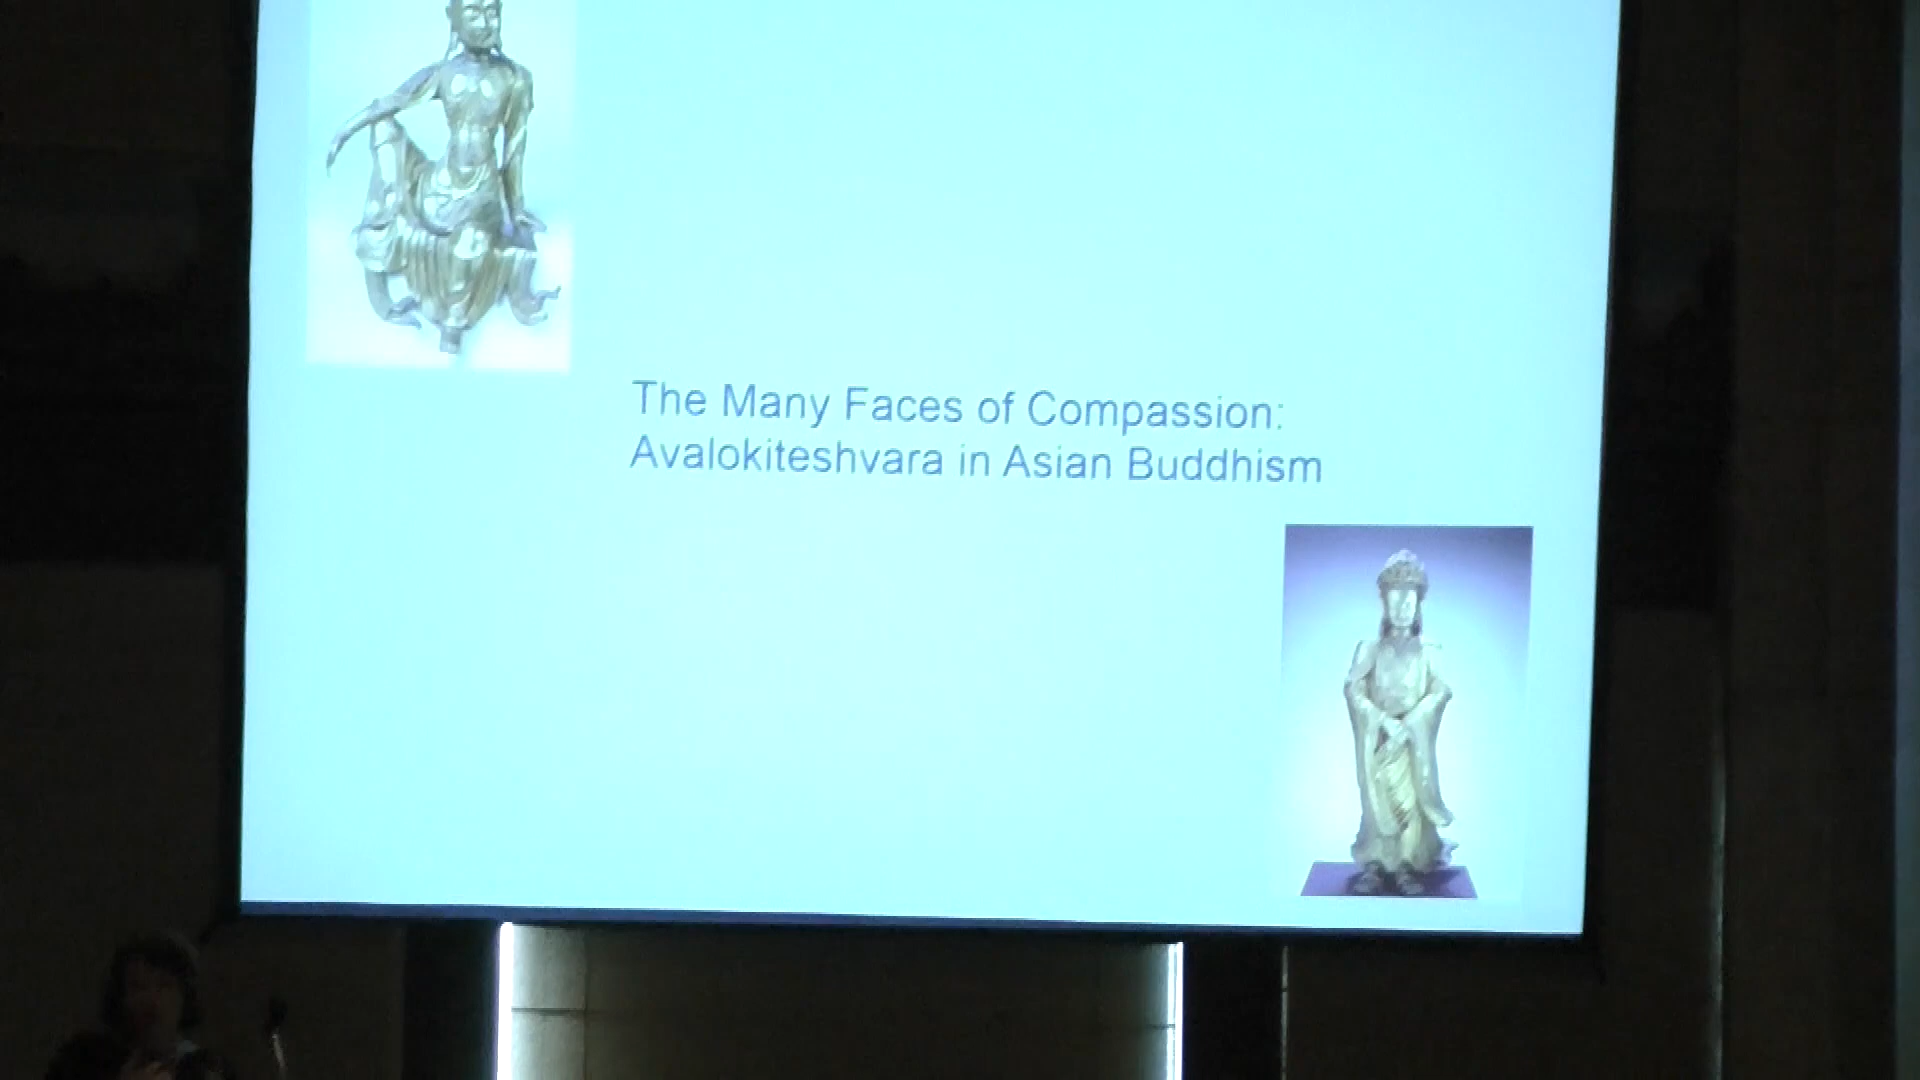 The Many Faces of Compassion:
Avalokiteshvara in Asian Buddhism